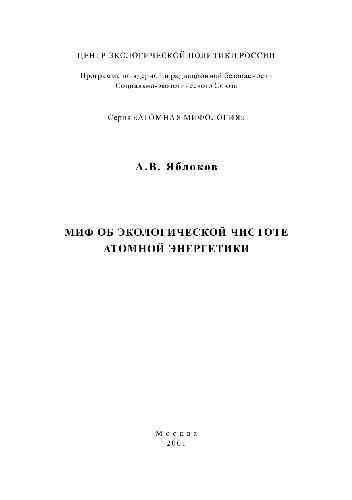 ЦЕНТР ЭКОЛОГИЧЕСКОЙ ПОЛИТИКИ РОССИИ
Программа по ядерной и радиационной безопасности
Социально-экологического Союза
Серия «АТОМНАЯ МИФОЛОГИЯ»
А.В. Яблоков
МИФ ОБ ЭКОЛОГИЧЕСКОЙ ЧИСТОТЕ
АТОМНОЙ ЭНЕРГЕТИКИ
Москва
2001